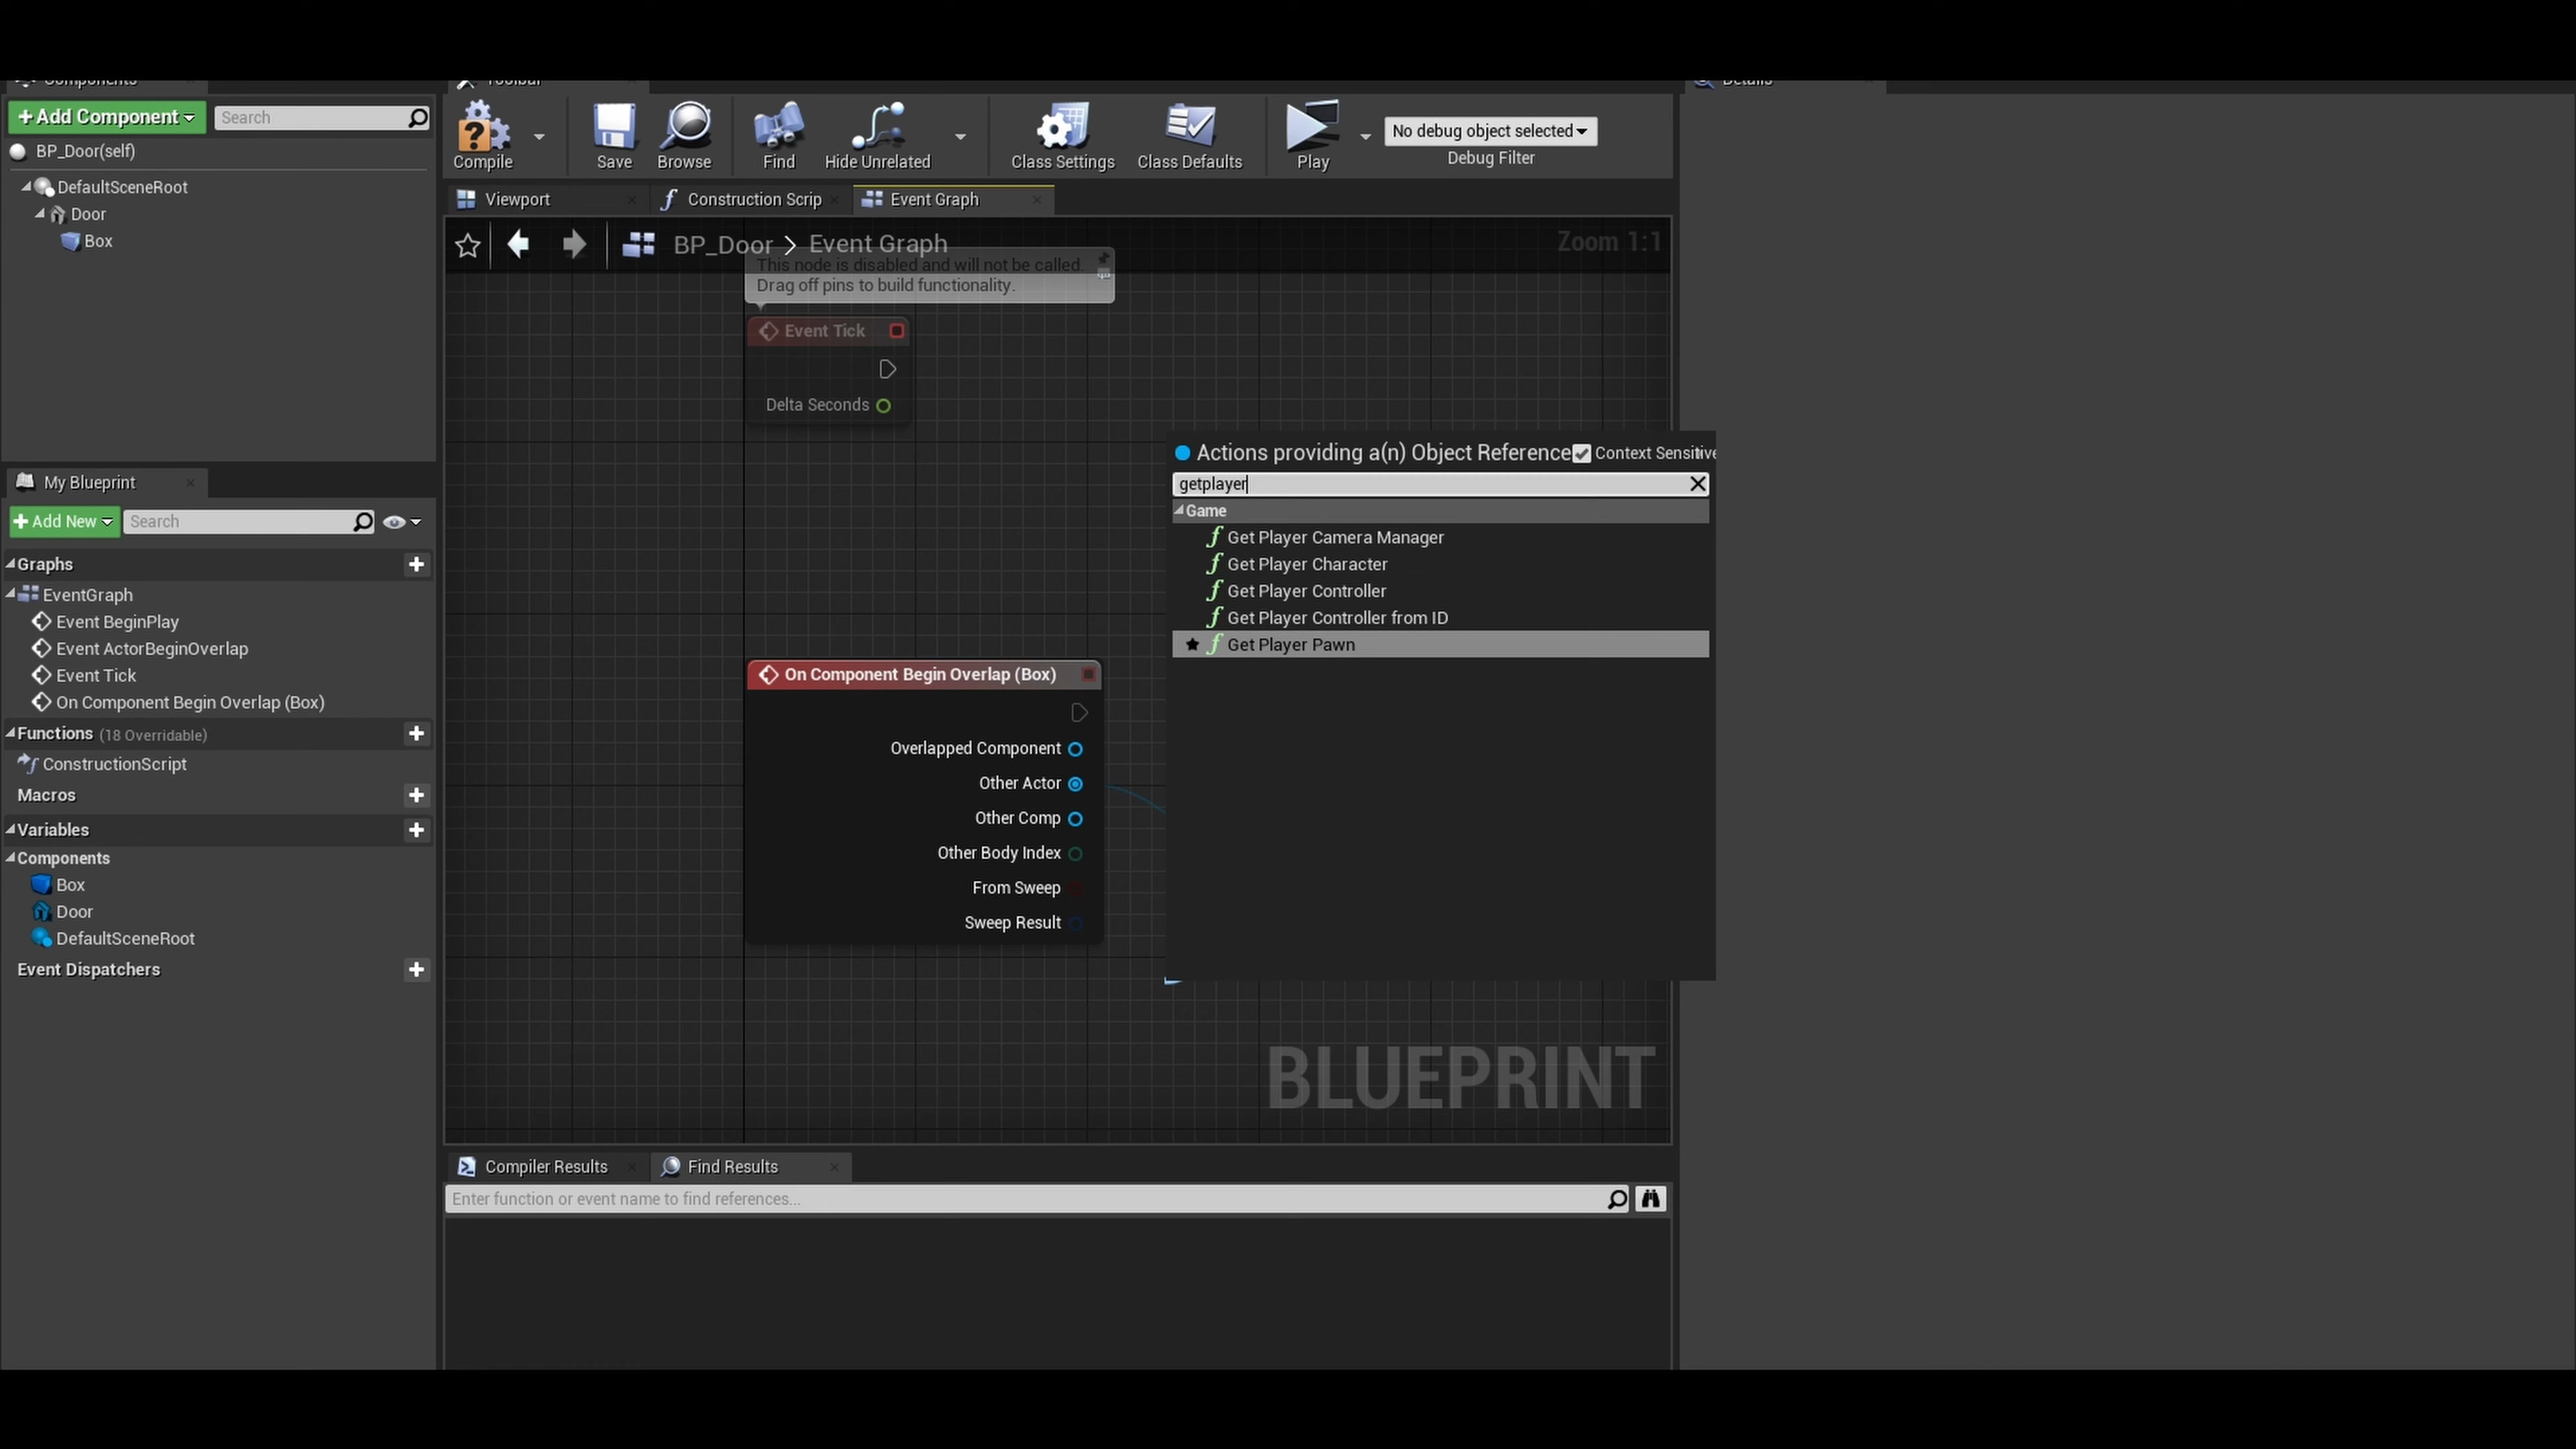 Components
+ Add Component
Search
BP_Door(self)
DefaultSceneRoot
Door
Box
My Blueprint
+ Add New
Search
Graphs
EventGraph
Event BeginPlay
Event ActorBeginOverlap
Event Tick
On Component Begin Overlap (Box)
Functions (18 Overridable)
ConstructionScript
Macros
Variables
Components
Box
Door
DefaultSceneRoot
Event Dispatchers
Toolbar
Compile
Save
Browse
Find
Hide Unrelated
Class Settings
Class Defaults
Play
No debug object selected
Debug Filter
Viewport
Construction Scrip
Event Graph
BP_Door > Event Graph
Zoom 1:1
This node is disabled and will not be called.
Drag off pins to build functionality.
Event Tick
Delta Seconds
Actions providing a(n) Object Reference
Context Sensitive
getplayer
Game
Get Player Camera Manager
Get Player Character
Get Player Controller
Get Player Controller from ID
Get Player Pawn
On Component Begin Overlap (Box)
Overlapped Component
Other Actor
Other Comp
Other Body Index
From Sweep
Sweep Result
BLUEPRINT
Compiler Results
Find Results
Enter function or event name to find references...
Details